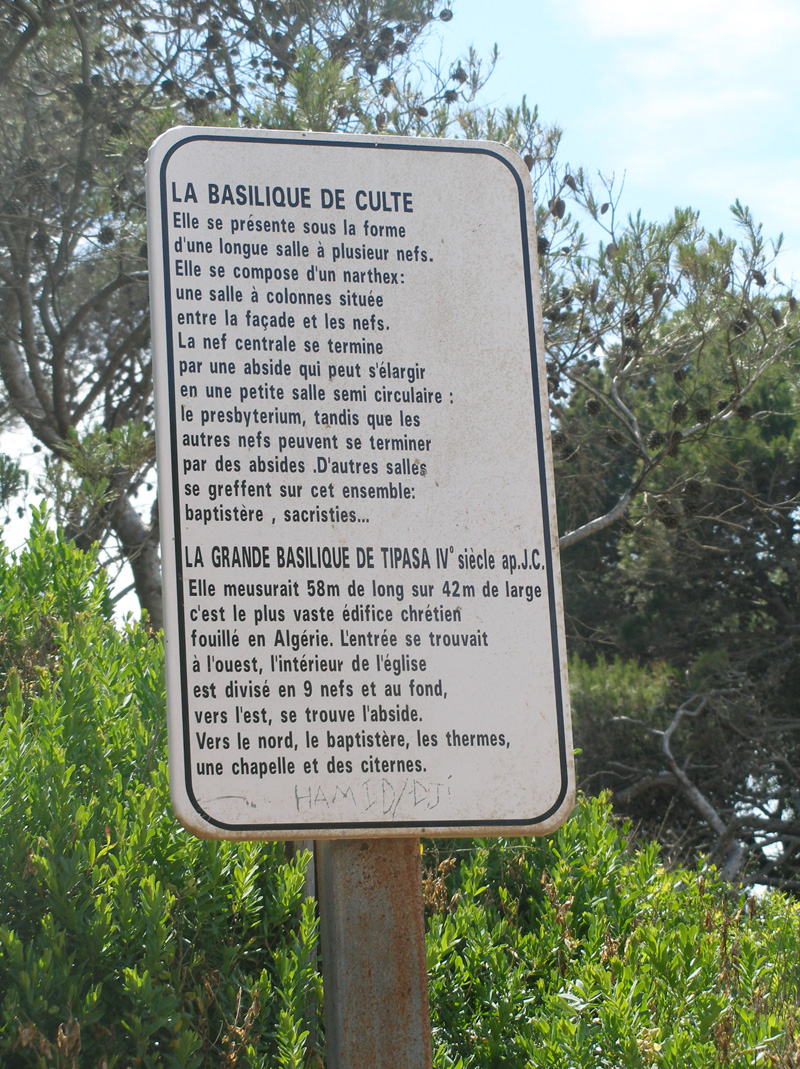 LA BASILIQUE DE CULTE
Elle se présente sous la forme
d'une longue salle à plusieur nefs.
Elle se compose d'un narthex:
une salle à colonnes située
entre la façade et les nefs.
La nef centrale se termine
par une abside qui peut s'élargir
en une petite salle semi circulaire :
le presbyterium, tandis que les
autres nefs peuvent se terminer
par des absides .D'autres salles
se greffent sur cet ensemble:
baptistère , sacristies...
LA GRANDE BASILIQUE DE TIPASA IV° siècle ap.J.C.
Elle meusurait 58m de long sur 42m de large
c'est le plus vaste édifice chrétien
fouillé en Algérie. L'entrée se trouvait
à l'ouest, l'intérieur de l'église
est divisé en 9 nefs et au fond,
vers l'est, se trouve l'abside.
Vers le nord, le baptistère, les thermes,
une chapelle et des citernes.
HAMID/DJi